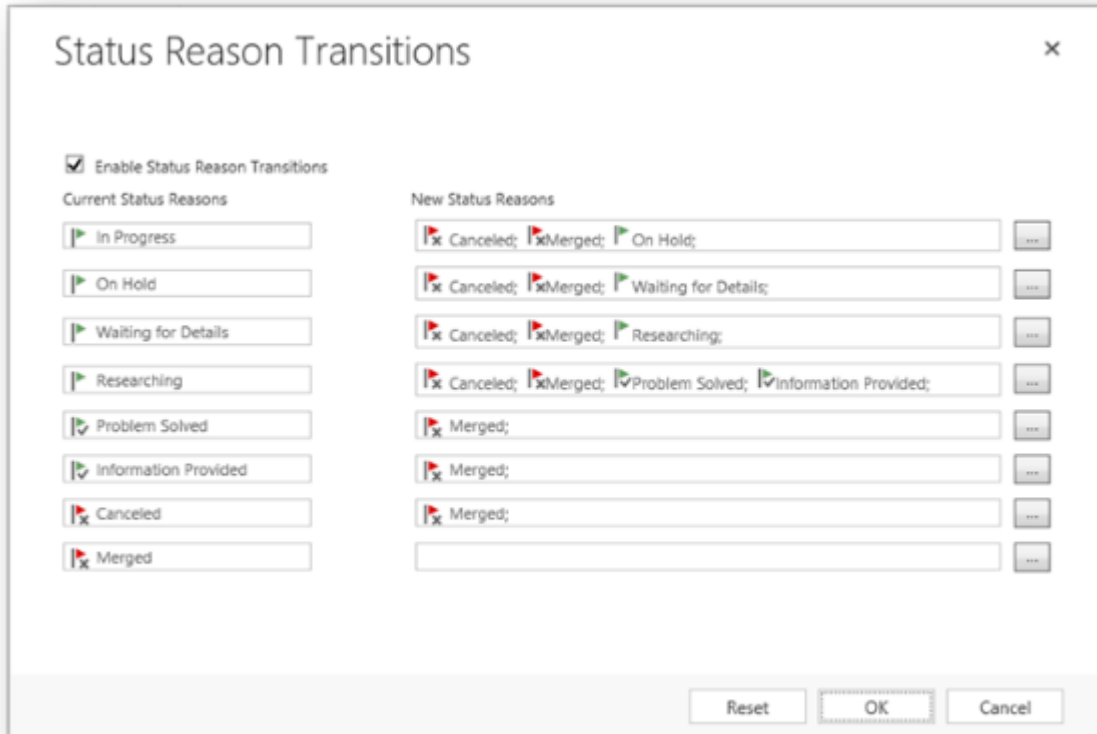 Status Reason Transitions
Enable Status Reason Transitions
Current Status Reasons New Status Reasons
In Progress Canceled; Merged; On Hold; ...
On Hold Canceled; Merged; Waiting for Details; ...
Waiting for Details Canceled; Merged; Researching; ...
Researching Canceled; Merged; Problem Solved; Information Provided; ...
Problem Solved Merged; ...
Information Provided Merged; ...
Canceled Merged; ...
Merged ...
Reset OK Cancel